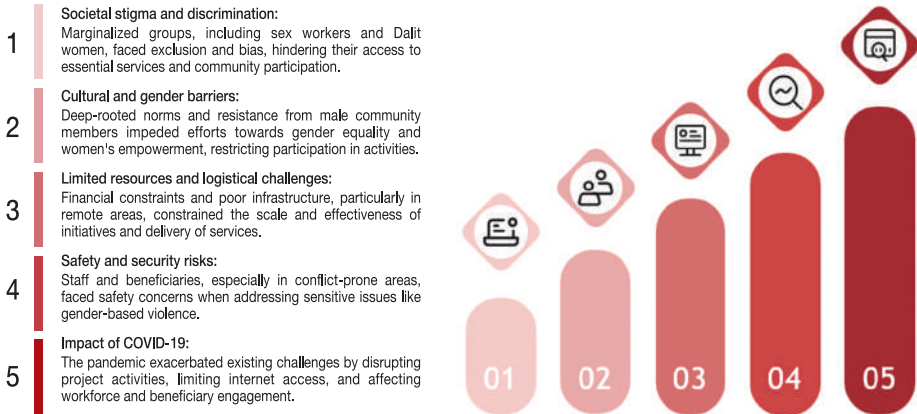 1
Societal stigma and discrimination:
Marginalized groups, including sex workers and Dalit
women, faced exclusion and bias, hindering their access to
essential services and community participation.
2
Cultural and gender barriers:
Deep-rooted norms and resistance from male community
members impeded efforts towards gender equality and
women's empowerment, restricting participation in activities.
3
Limited resources and logistical challenges:
Financial constraints and poor infrastructure, particularly in
remote areas, constrained the scale and effectiveness of
initiatives and delivery of services.
4
Safety and security risks:
Staff and beneficiaries, especially in conflict-prone areas,
faced safety concerns when addressing sensitive issues like
gender-based violence.
5
Impact of COVID-19:
The pandemic exacerbated existing challenges by disrupting
project activities, limiting internet access, and affecting
workforce and beneficiary engagement.
01
02
03
04
05